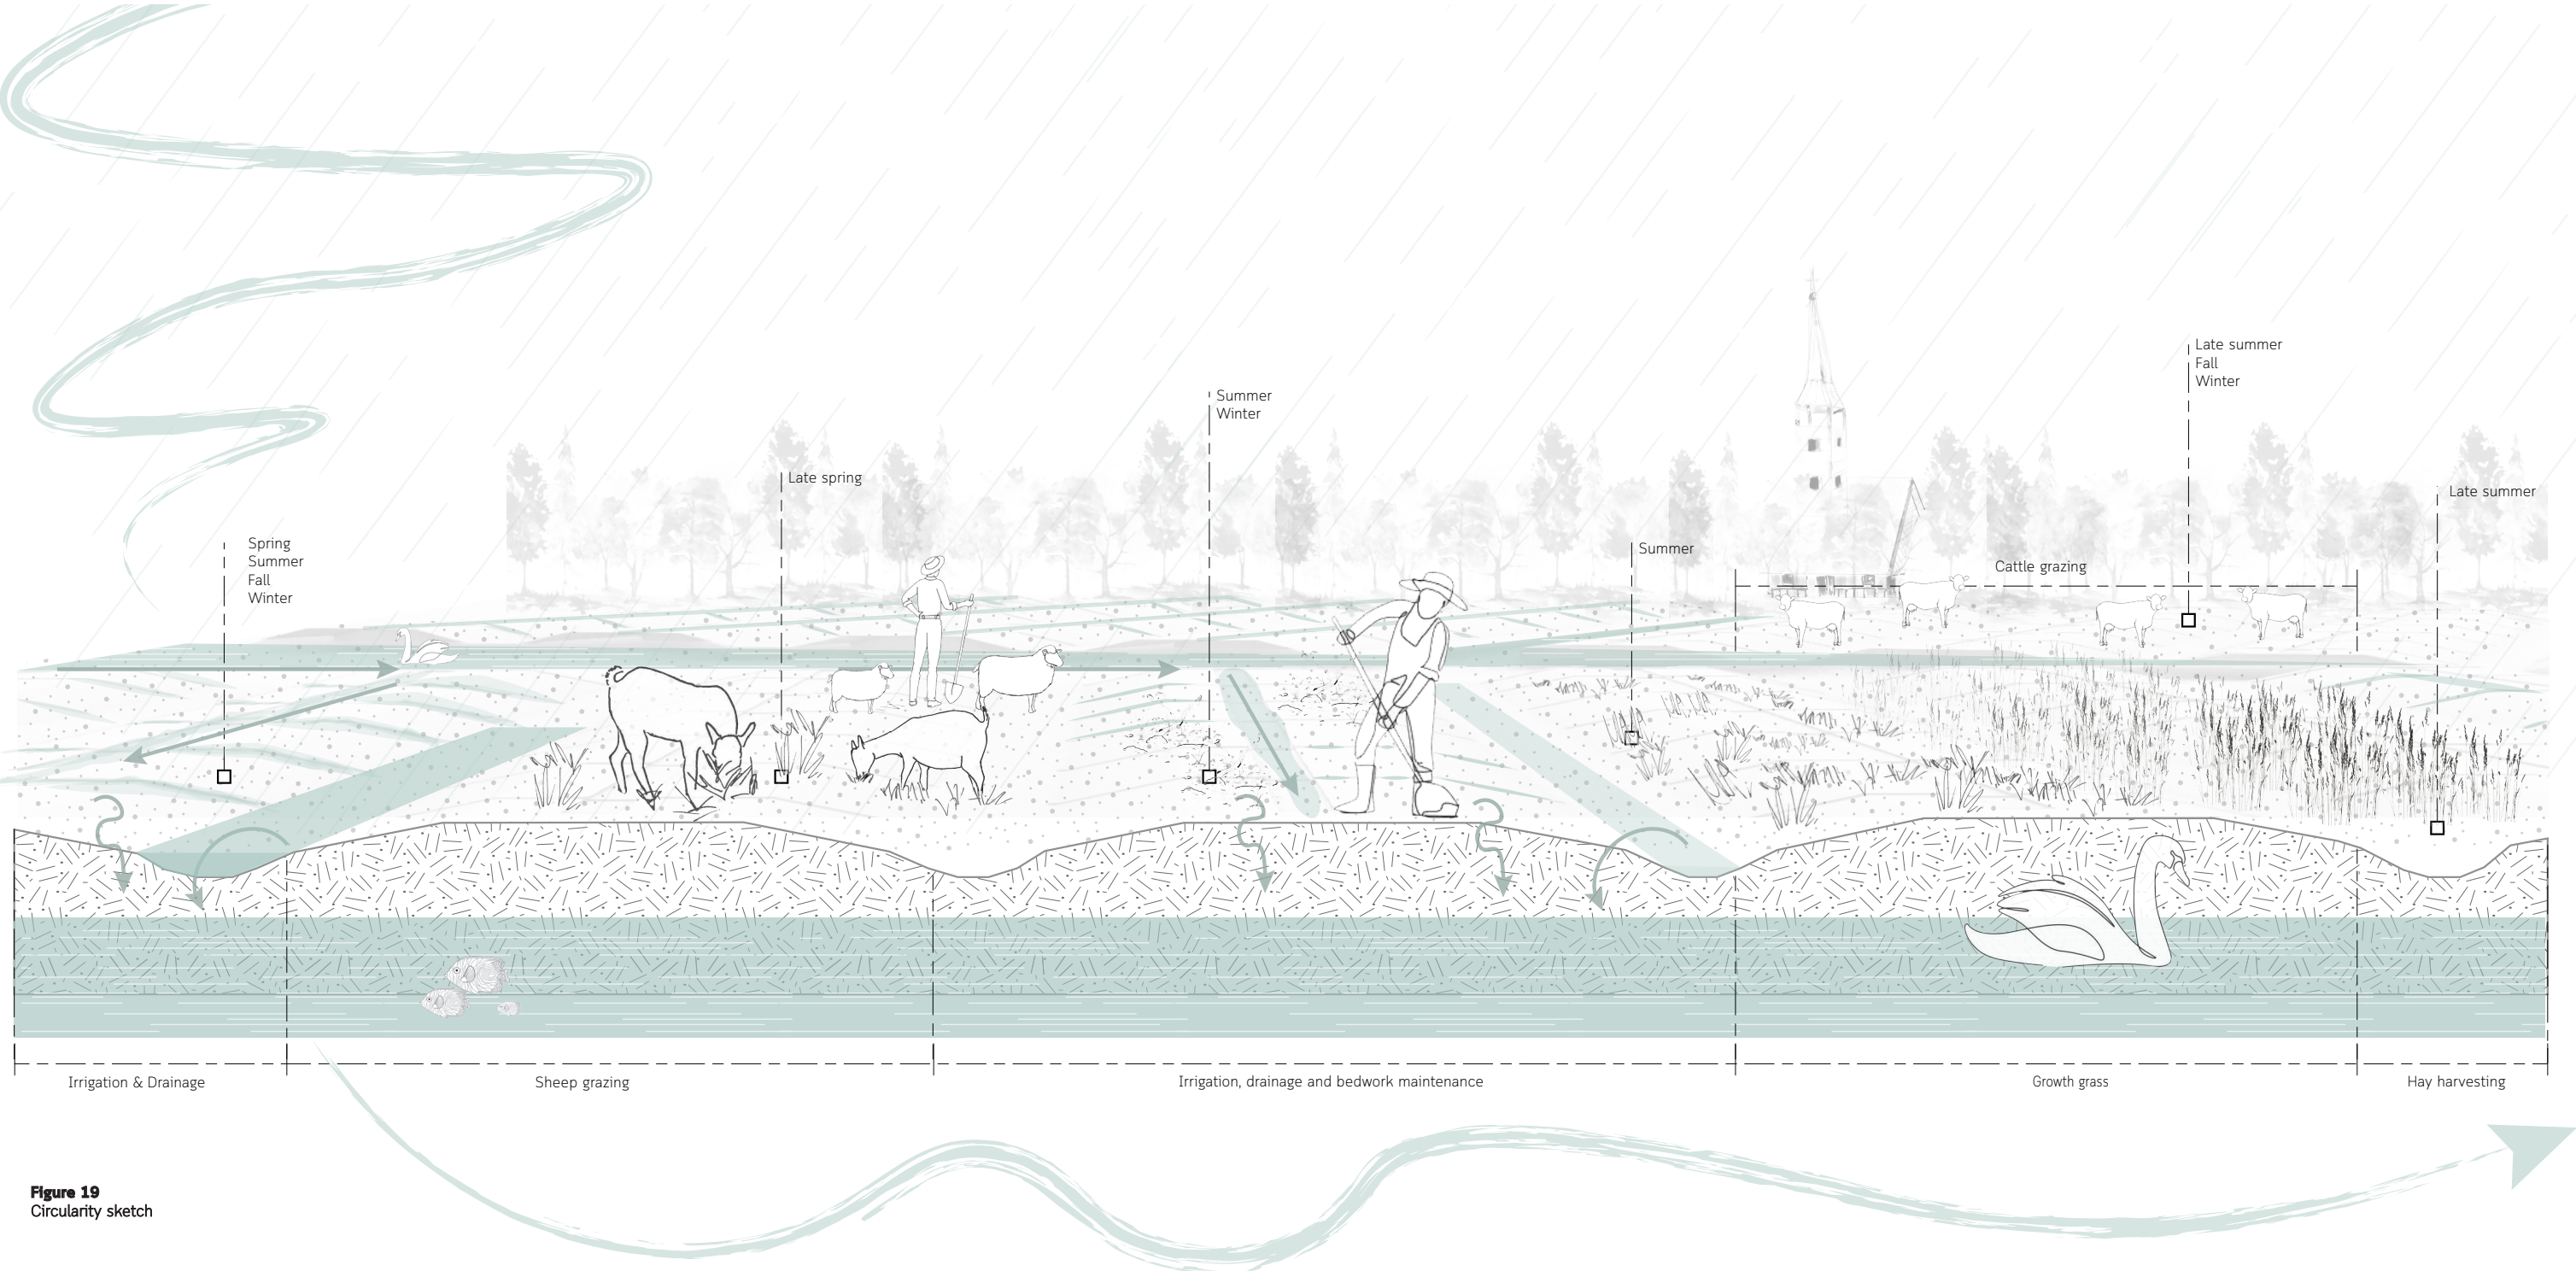 Late summer
Fall
Winter
Summer
Winter
Late spring
Late summer
Spring
Summer
Fall
Winter
Summer
Cattle grazing
Irrigation & Drainage
Sheep grazing
Irrigation, drainage and bedwork maintenance
Growth grass
Hay harvesting
Figure 19
Circularity sketch